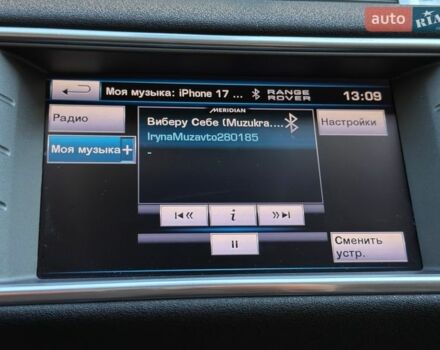 auto RIA
Моя музыка: iPhone 17 ... RANGE ROVER 13:09
Радио
MERIDIAN
Виберу Себе (Muzukra....
IrynaMuzavto280185
-
Настройки
Моя музыка +
i
Сменить
устр.